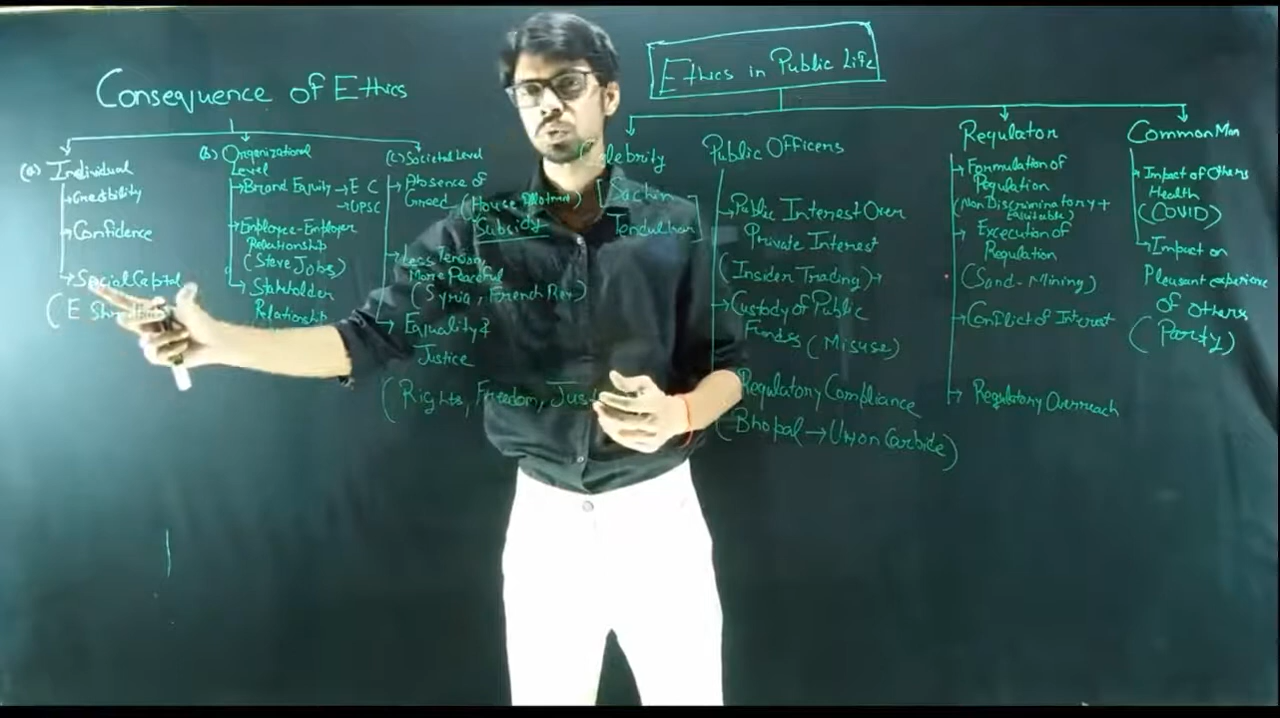 Consequence of Ethics
(a) Individual
Credibility
Confidence
Social Capital
(E
(b) Organizational
Level
Brand Equity → E C
→ UPSC
Employee-Employer
Relationship
(Steve Jobs)
Stakeholder
Relationship
(c) Societal Level
Absence of
Greed (House Allotment)
Subsidy
Less Tension,
More Peaceful
(Syria, French Rev)
Equality &
Justice
(Rights, Freedom,
Ethics in Public Life
Celebrity
[Sachin
Tendulkar]
Public Officers
Public Interest Over
Private Interest
(Insider Trading)
Custody of Public
Funds (Misuse)
Regulatory Compliance
(Bhopal → Union Carbide)
Regulator
Formulation of
Regulation
(Non Discriminatory +
Equitable)
Execution of
Regulation
(Sand-Mining)
Conflict of Interest
Regulatory Overreach
Common Man
Impact of Others
Health
(COVID)
Impact on
Pleasant experience
of others
(Party)